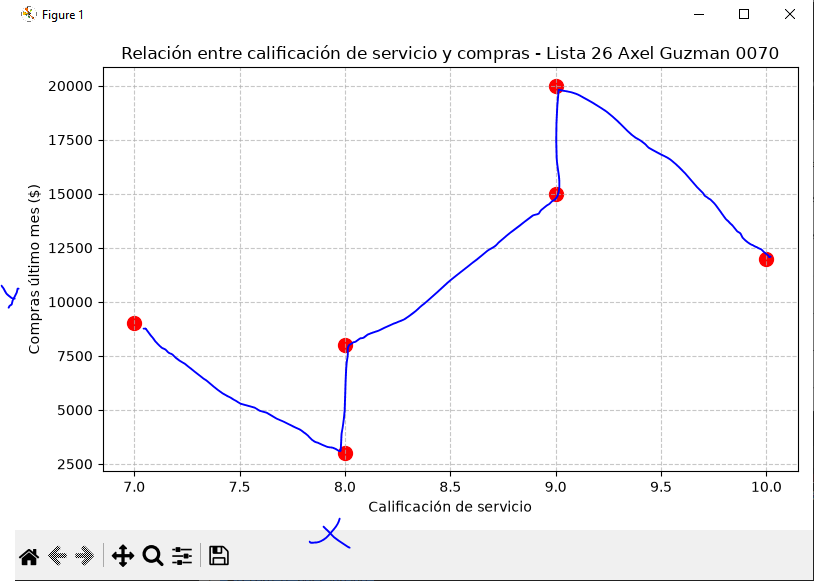 Figure 1
Relación entre calificación de servicio y compras - Lista 26 Axel Guzman 0070
20000
17500
15000
12500
10000
7500
5000
2500
Compras último mes ($)
y
7.0 7.5 8.0 8.5 9.0 9.5 10.0
Calificación de servicio
x